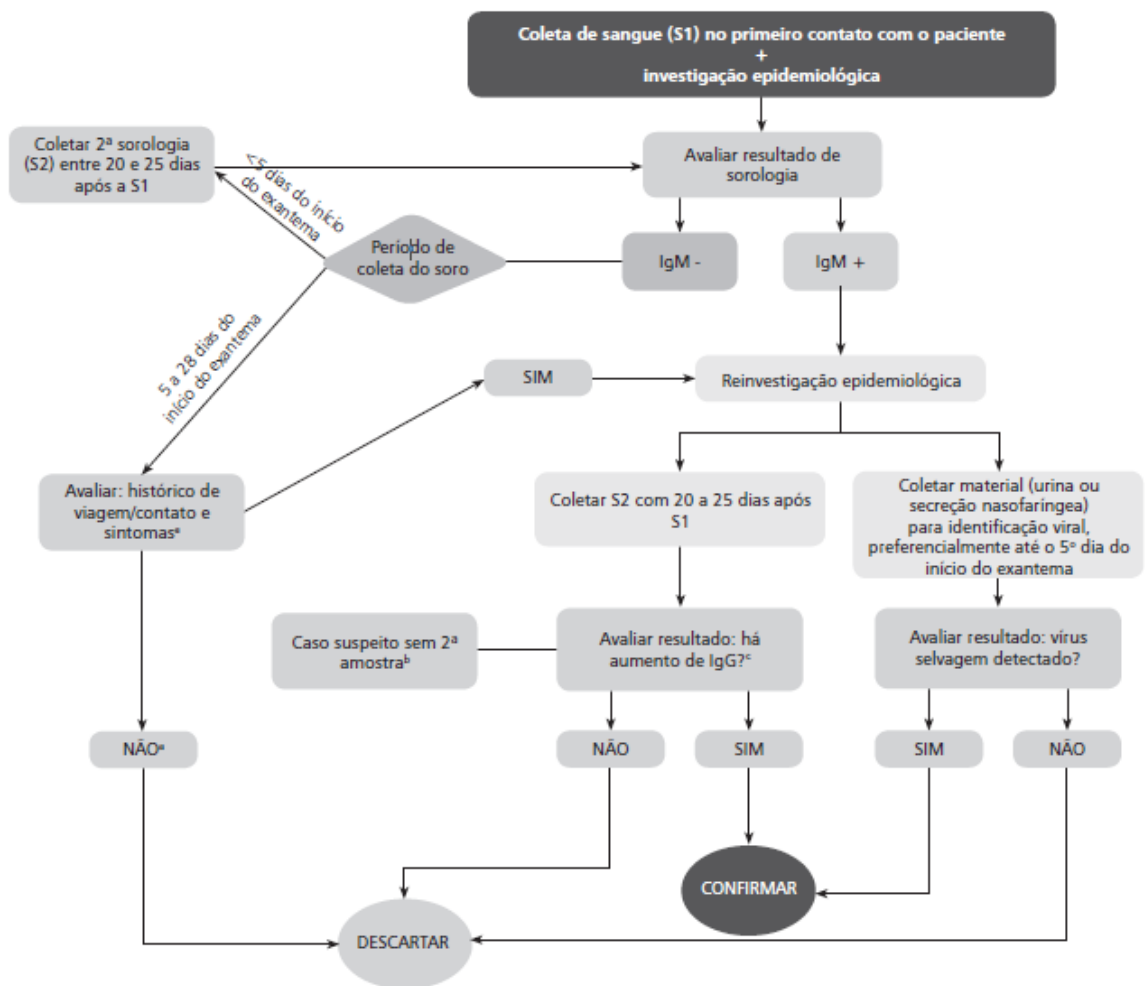 Coleta de sangue (S1) no primeiro contato com o paciente
+
investigação epidemiológica
Coletar 2ª sorologia
(S2) entre 20 e 25 dias
após a S1
Avaliar resultado de
sorologia
<5 dias do início
do exantema
Período de
coleta do soro
IgM -
IgM +
5 a 28 dias do
início do exantema
SIM
Reinvestigação epidemiológica
Avaliar: histórico de
viagem/contato e
sintomasᵃ
Coletar S2 com 20 a 25 dias após
S1
Coletar material (urina ou
secreção nasofaríngea)
para identificação viral,
preferencialmente até o 5º dia do
início do exantema
Caso suspeito sem 2ª
amostraᵇ
Avaliar resultado: há
aumento de IgG?ᶜ
Avaliar resultado: vírus
selvagem detectado?
NÃOᵃ
NÃO
SIM
SIM
NÃO
CONFIRMAR
DESCARTAR